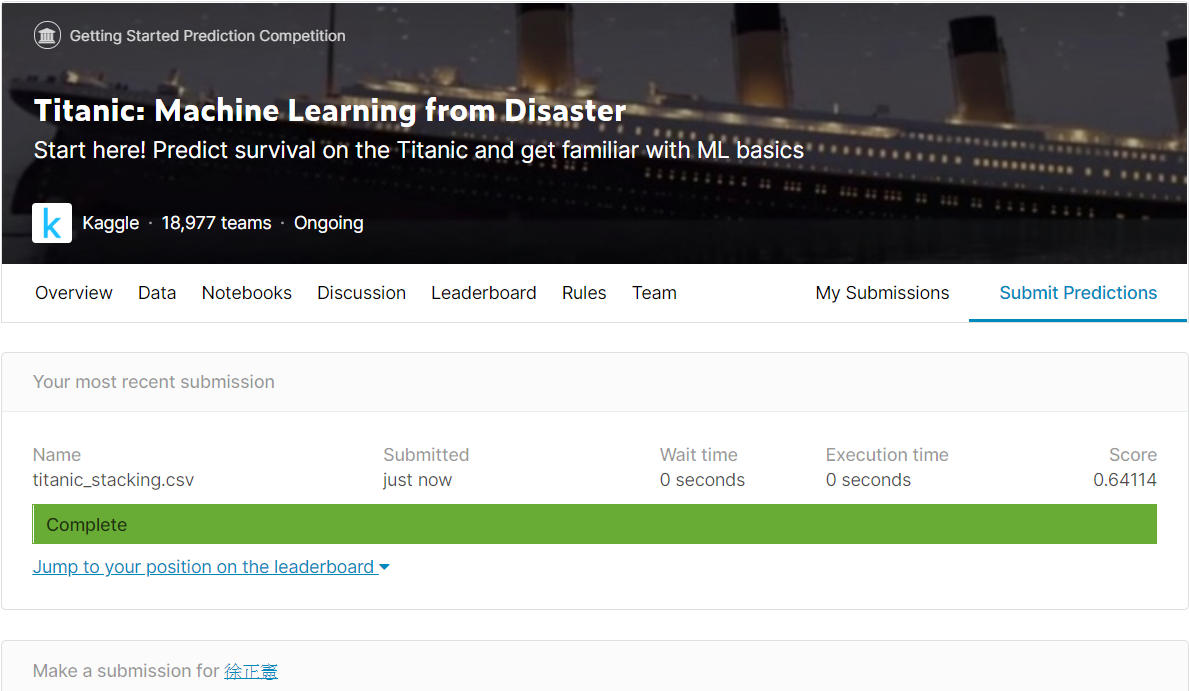 Getting Started Prediction Competition
Titanic: Machine Learning from Disaster
Start here! Predict survival on the Titanic and get familiar with ML basics
k Kaggle · 18,977 teams · Ongoing
Overview Data Notebooks Discussion Leaderboard Rules Team My Submissions Submit Predictions
Your most recent submission
Name Submitted Wait time Execution time Score
titanic_stacking.csv just now 0 seconds 0 seconds 0.64114
Complete
Jump to your position on the leaderboard
Make a submission for 徐正憲